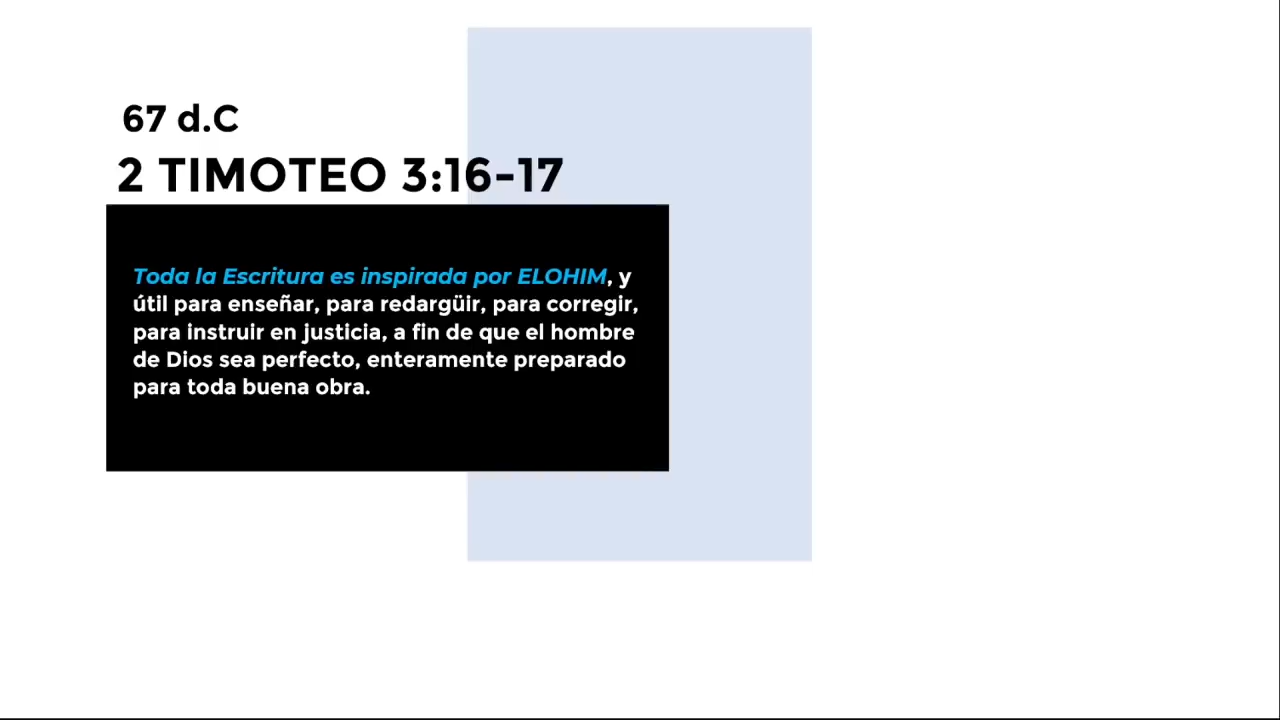 67 d.C
2 TIMOTEO 3:16-17
Toda la Escritura es inspirada por ELOHIM, y
útil para enseñar, para redargüir, para corregir,
para instruir en justicia, a fin de que el hombre
de Dios sea perfecto, enteramente preparado
para toda buena obra.